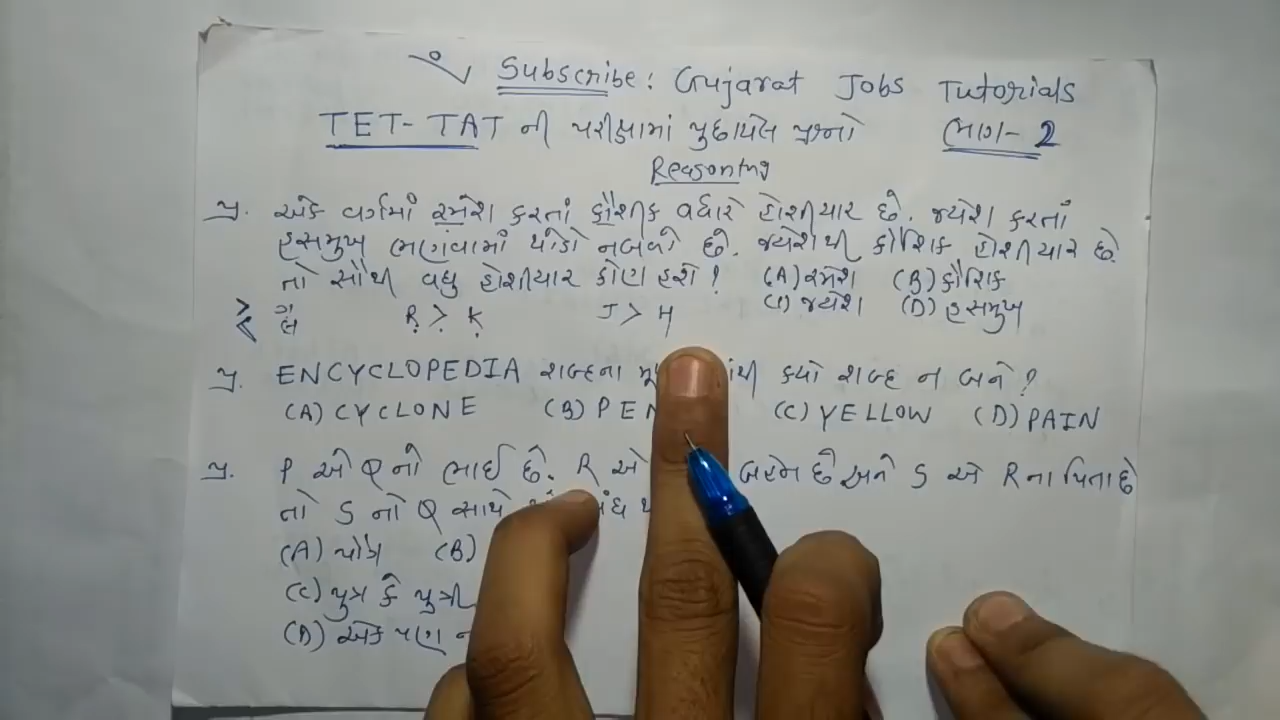 Subscribe: Gujarat Jobs Tutorials
TET-TAT ની પરીક્ષામાં પુછાયેલ પ્રશ્નો ભાગ-2
Reasoning
પ્ર. એક વર્ગમાં રમેશ કરતાં કૌશીક વધારે હોશીયાર છે. જયેશ કરતાં
હસમુખ ભણવામાં થોડો નબળો છે. જયેશથી કૌશિક હોશીયાર છે.
તો સૌથી વધુ હોશીયાર કોણ હશે? (A) રમેશ (B) કૌશિક
(C) જયેશ (D) હસમુખ
> ગ
< લ R > K J > H
પ્ર. ENCYCLOPEDIA શબ્દના કયો શબ્દ ન બને?
(A) CYCLONE (B) PEN (C) YELLOW (D) PAIN
પ્ર. P એ Q નો ભાઈ છે. R એ બહેન છે અને S એ R ના પિતા છે
તો S નો Q સાથે
(A) પૌત્ર (B)
(C) પુત્ર કે પુત્રી
(D) એક પણ ન